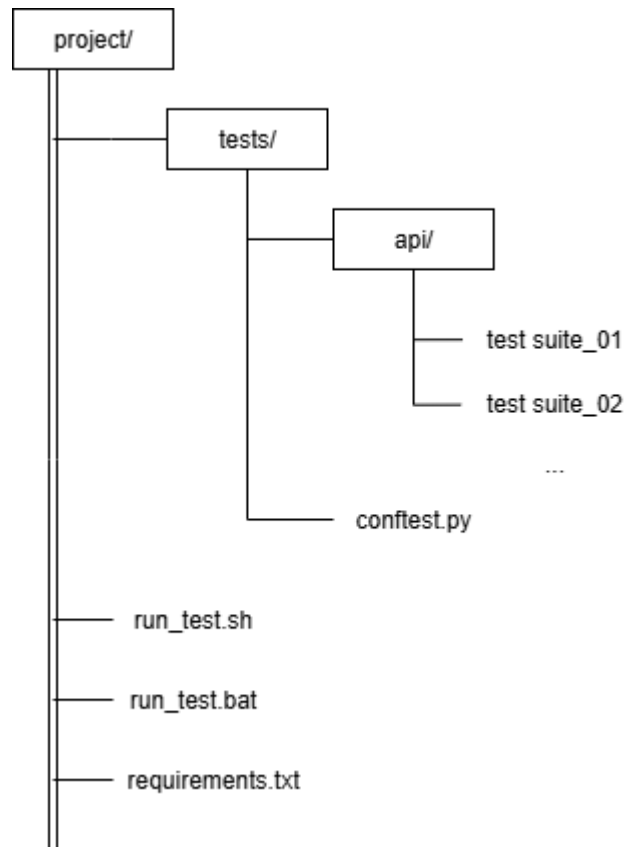 project/
tests/
api/
test suite_01
test suite_02
...
conftest.py
run_test.sh
run_test.bat
requirements.txt